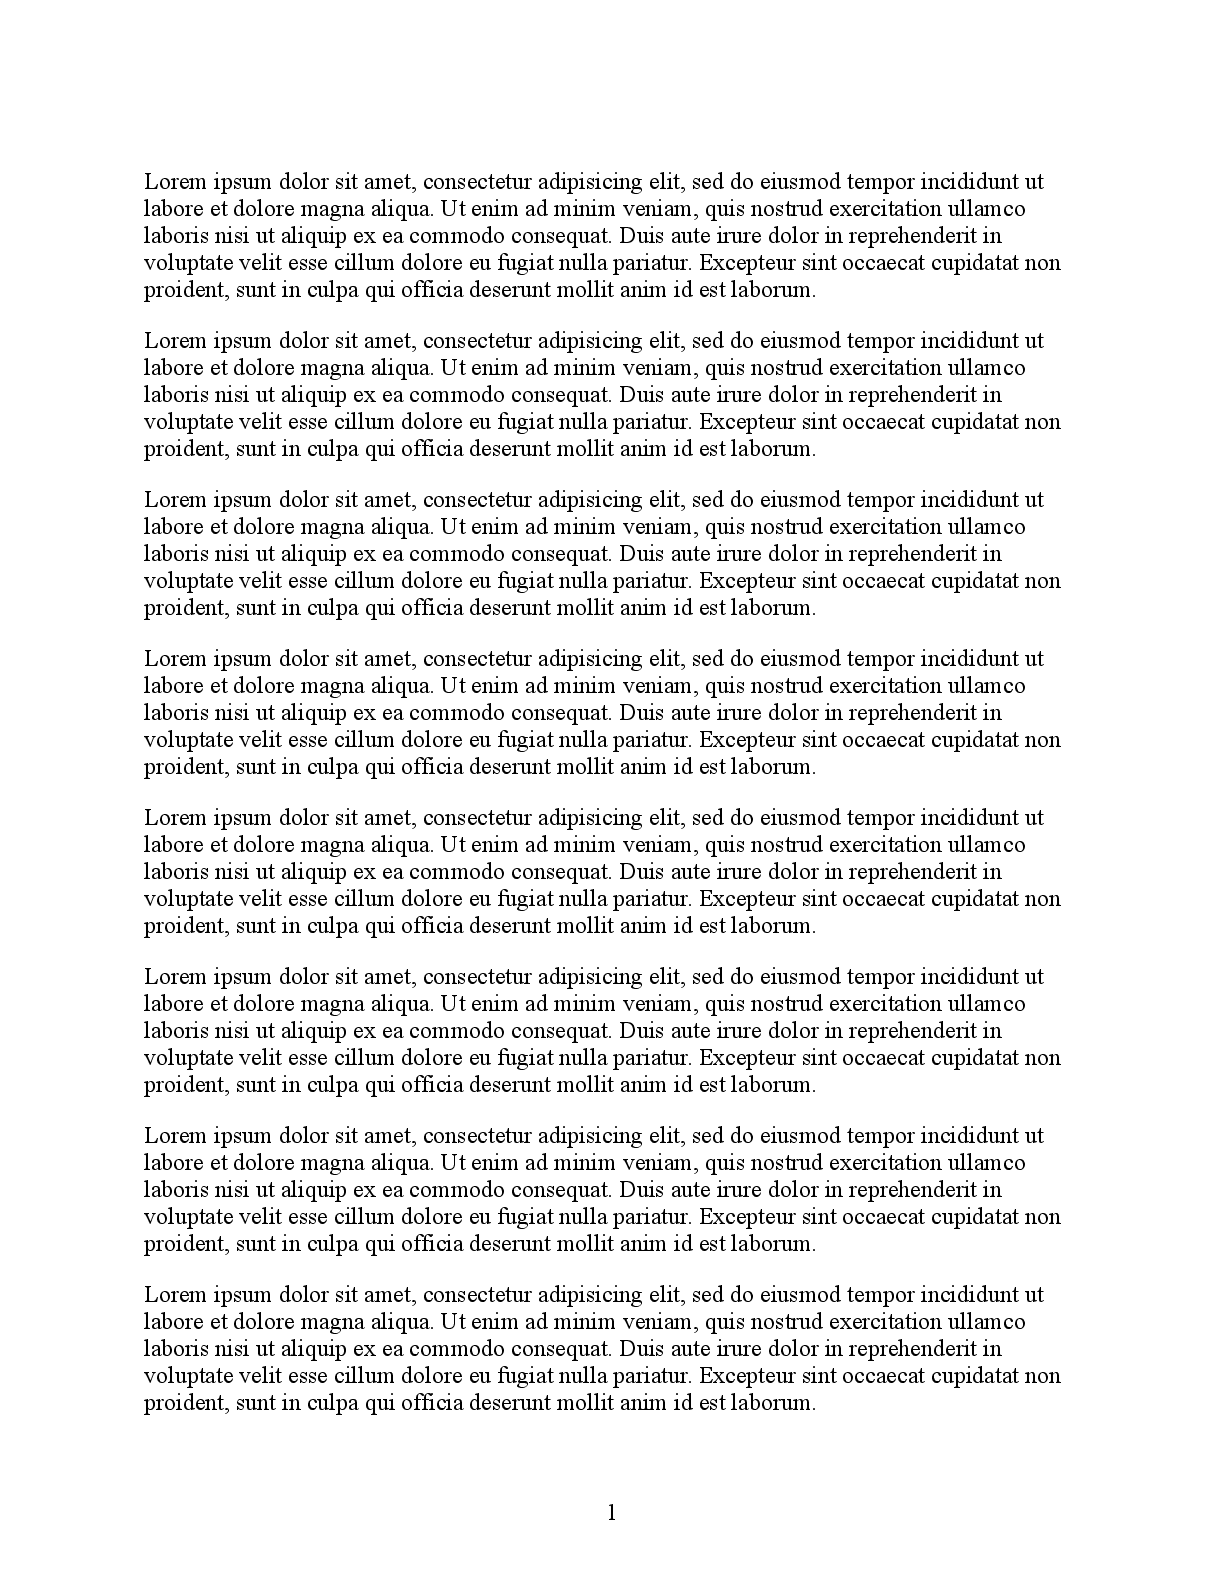 Lorem ipsum dolor sit amet, consectetur adipisicing elit, sed do eiusmod tempor incididunt ut
labore et dolore magna aliqua. Ut enim ad minim veniam, quis nostrud exercitation ullamco
laboris nisi ut aliquip ex ea commodo consequat. Duis aute irure dolor in reprehenderit in
voluptate velit esse cillum dolore eu fugiat nulla pariatur. Excepteur sint occaecat cupidatat non
proident, sunt in culpa qui officia deserunt mollit anim id est laborum.

Lorem ipsum dolor sit amet, consectetur adipisicing elit, sed do eiusmod tempor incididunt ut
labore et dolore magna aliqua. Ut enim ad minim veniam, quis nostrud exercitation ullamco
laboris nisi ut aliquip ex ea commodo consequat. Duis aute irure dolor in reprehenderit in
voluptate velit esse cillum dolore eu fugiat nulla pariatur. Excepteur sint occaecat cupidatat non
proident, sunt in culpa qui officia deserunt mollit anim id est laborum.

Lorem ipsum dolor sit amet, consectetur adipisicing elit, sed do eiusmod tempor incididunt ut
labore et dolore magna aliqua. Ut enim ad minim veniam, quis nostrud exercitation ullamco
laboris nisi ut aliquip ex ea commodo consequat. Duis aute irure dolor in reprehenderit in
voluptate velit esse cillum dolore eu fugiat nulla pariatur. Excepteur sint occaecat cupidatat non
proident, sunt in culpa qui officia deserunt mollit anim id est laborum.

Lorem ipsum dolor sit amet, consectetur adipisicing elit, sed do eiusmod tempor incididunt ut
labore et dolore magna aliqua. Ut enim ad minim veniam, quis nostrud exercitation ullamco
laboris nisi ut aliquip ex ea commodo consequat. Duis aute irure dolor in reprehenderit in
voluptate velit esse cillum dolore eu fugiat nulla pariatur. Excepteur sint occaecat cupidatat non
proident, sunt in culpa qui officia deserunt mollit anim id est laborum.

Lorem ipsum dolor sit amet, consectetur adipisicing elit, sed do eiusmod tempor incididunt ut
labore et dolore magna aliqua. Ut enim ad minim veniam, quis nostrud exercitation ullamco
laboris nisi ut aliquip ex ea commodo consequat. Duis aute irure dolor in reprehenderit in
voluptate velit esse cillum dolore eu fugiat nulla pariatur. Excepteur sint occaecat cupidatat non
proident, sunt in culpa qui officia deserunt mollit anim id est laborum.

Lorem ipsum dolor sit amet, consectetur adipisicing elit, sed do eiusmod tempor incididunt ut
labore et dolore magna aliqua. Ut enim ad minim veniam, quis nostrud exercitation ullamco
laboris nisi ut aliquip ex ea commodo consequat. Duis aute irure dolor in reprehenderit in
voluptate velit esse cillum dolore eu fugiat nulla pariatur. Excepteur sint occaecat cupidatat non
proident, sunt in culpa qui officia deserunt mollit anim id est laborum.

Lorem ipsum dolor sit amet, consectetur adipisicing elit, sed do eiusmod tempor incididunt ut
labore et dolore magna aliqua. Ut enim ad minim veniam, quis nostrud exercitation ullamco
laboris nisi ut aliquip ex ea commodo consequat. Duis aute irure dolor in reprehenderit in
voluptate velit esse cillum dolore eu fugiat nulla pariatur. Excepteur sint occaecat cupidatat non
proident, sunt in culpa qui officia deserunt mollit anim id est laborum.

Lorem ipsum dolor sit amet, consectetur adipisicing elit, sed do eiusmod tempor incididunt ut
labore et dolore magna aliqua. Ut enim ad minim veniam, quis nostrud exercitation ullamco
laboris nisi ut aliquip ex ea commodo consequat. Duis aute irure dolor in reprehenderit in
voluptate velit esse cillum dolore eu fugiat nulla pariatur. Excepteur sint occaecat cupidatat non
proident, sunt in culpa qui officia deserunt mollit anim id est laborum.

1